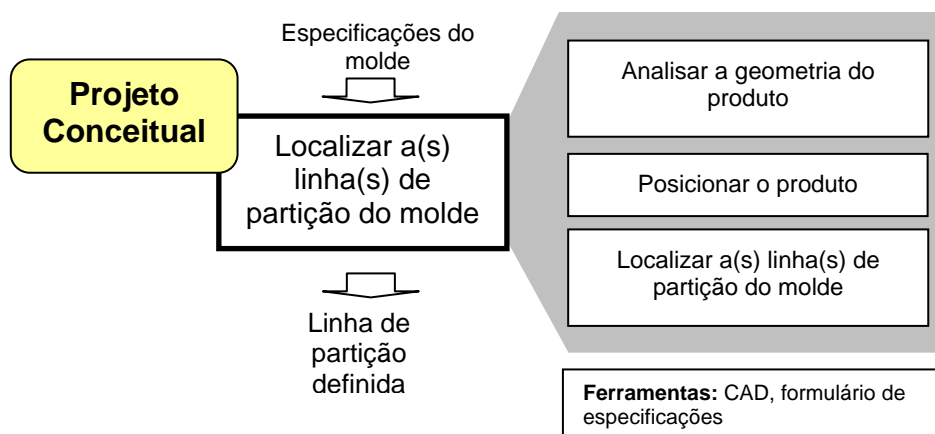 Especificações do
molde
Projeto
Conceitual
Localizar a(s)
linha(s) de
partição do molde
Linha de
partição
definida
Analisar a geometria do
produto
Posicionar o produto
Localizar a(s) linha(s) de
partição do molde
Ferramentas: CAD, formulário de
especificações